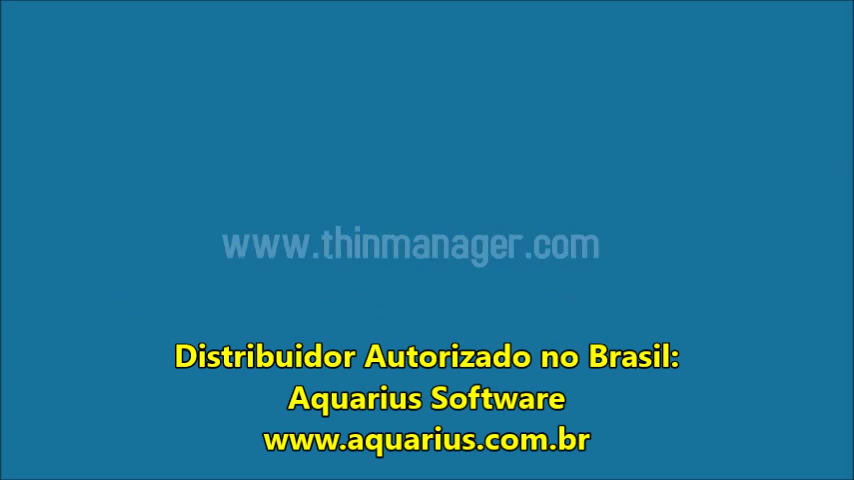 www.thinmanager.com
Distribuidor Autorizado no Brasil:
Aquarius Software
www.aquarius.com.br